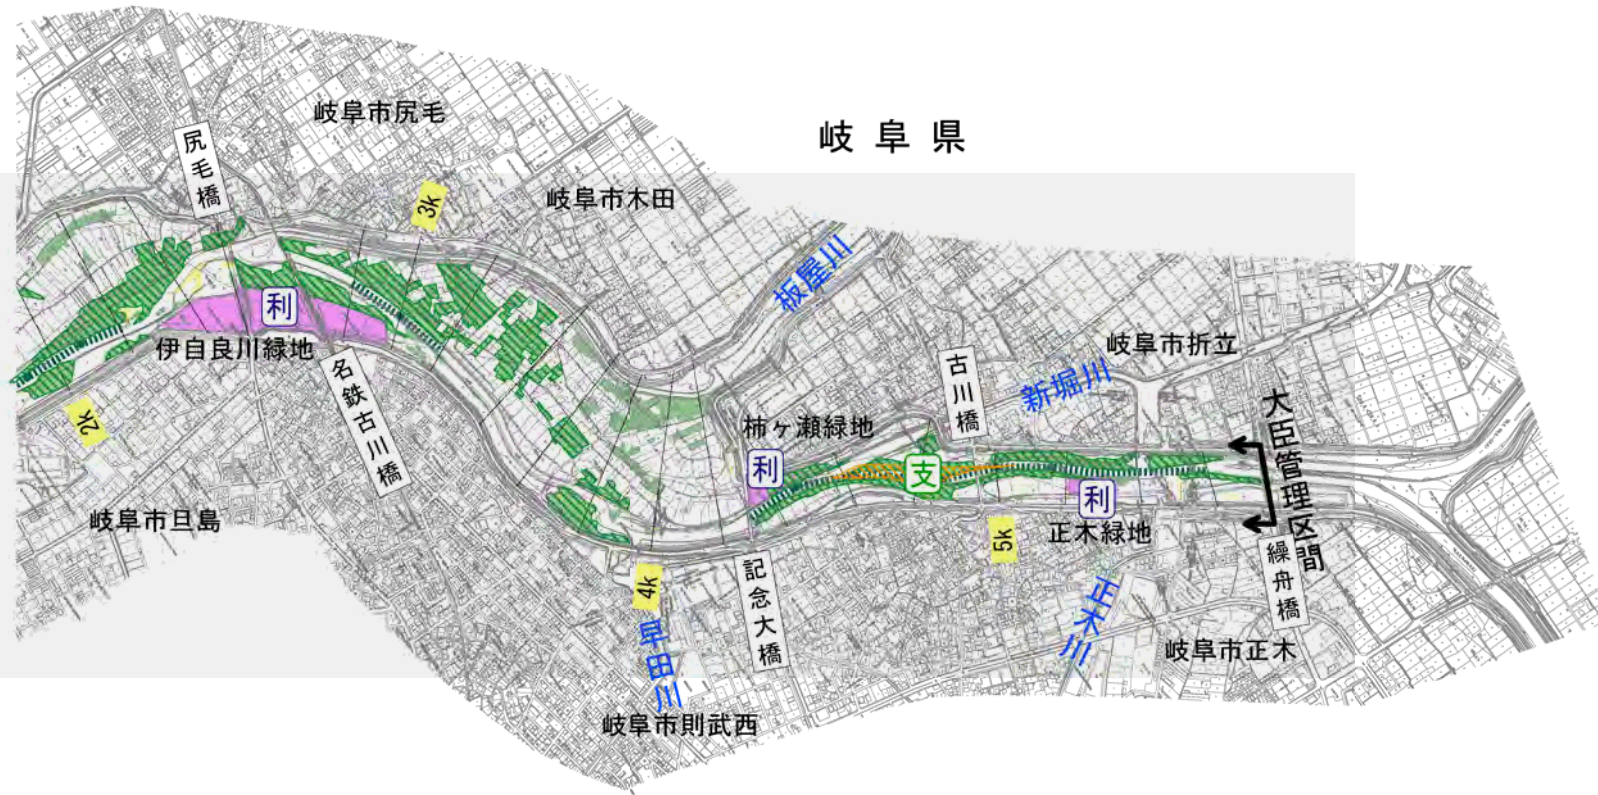 岐阜県
岐阜市尻毛
尻毛橋
3k
岐阜市木田
板屋川
利
伊自良川緑地
名鉄古川橋
2k
岐阜市旦島
古川橋
新堀川
岐阜市折立
大臣管理区間
柿ヶ瀬緑地
利
支
利
正木緑地
5k
繰舟橋
4k
記念大橋
早田川
正木川
岐阜市正木
岐阜市則武西